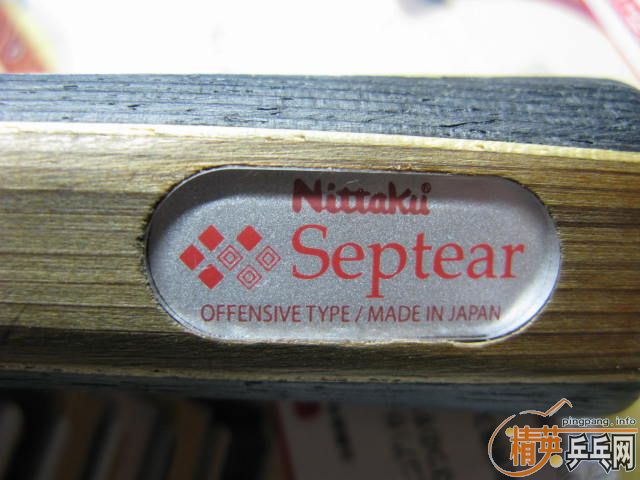 Nittaku®
Septear
OFFENSIVE TYPE / MADE IN JAPAN
pingpang.info
精英乒乓网